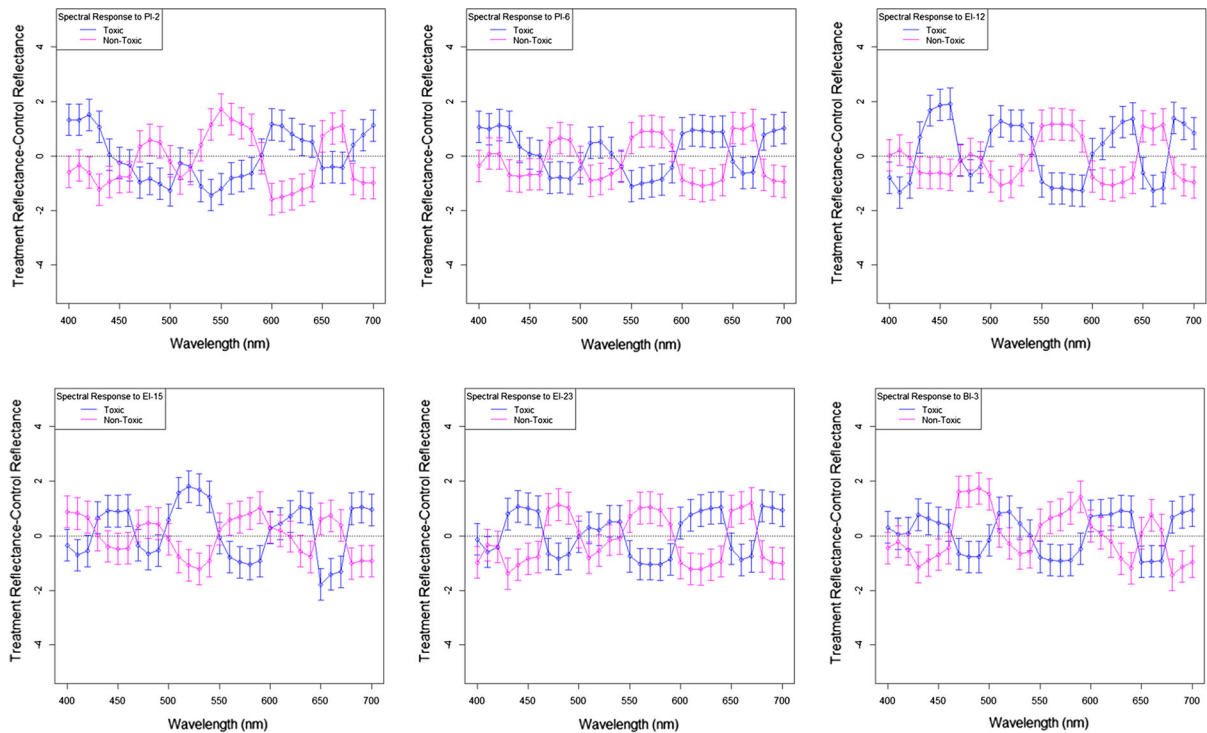 Spectral Response to PI-2
Toxic
Non-Toxic
Treatment Reflectance-Control Reflectance
4
2
0
-2
-4
400 450 500 550 600 650 700
Wavelength (nm)
Spectral Response to PI-6
Toxic
Non-Toxic
Treatment Reflectance-Control Reflectance
4
2
0
-2
-4
400 450 500 550 600 650 700
Wavelength (nm)
Spectral Response to EI-12
Toxic
Non-Toxic
Treatment Reflectance-Control Reflectance
4
2
0
-2
-4
400 450 500 550 600 650 700
Wavelength (nm)
Spectral Response to EI-15
Toxic
Non-Toxic
Treatment Reflectance-Control Reflectance
4
2
0
-2
-4
400 450 500 550 600 650 700
Wavelength (nm)
Spectral Response to EI-23
Toxic
Non-Toxic
Treatment Reflectance-Control Reflectance
4
2
0
-2
-4
400 450 500 550 600 650 700
Wavelength (nm)
Spectral Response to BI-3
Toxic
Non-Toxic
Treatment Reflectance-Control Reflectance
4
2
0
-2
-4
400 450 500 550 600 650 700
Wavelength (nm)